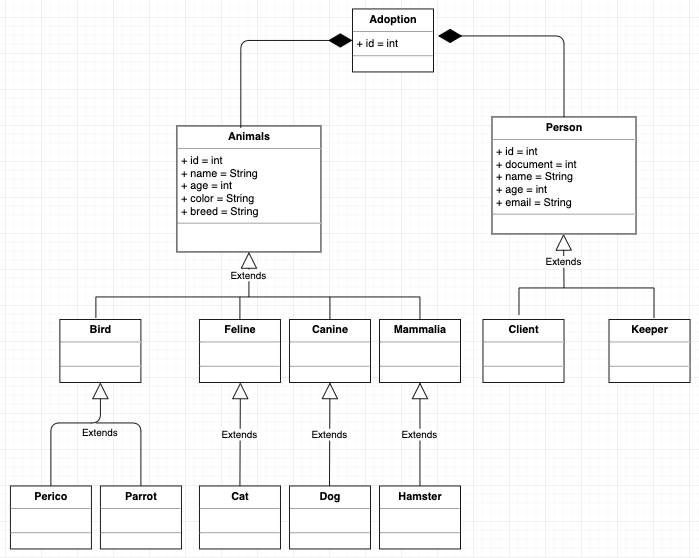 Adoption
+ id = int
Animals
+ id = int
+ name = String
+ age = int
+ color = String
+ breed = String
Person
+ id = int
+ document = int
+ name = String
+ age = int
+ email = String
Extends
Extends
Bird
Feline
Canine
Mammalia
Client
Keeper
Extends
Extends
Extends
Extends
Perico
Parrot
Cat
Dog
Hamster